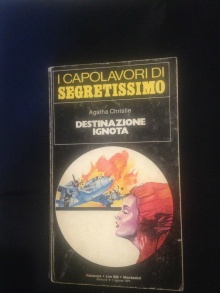 I CAPOLAVORI DI
SEGRETISSIMO
Agatha Christie
DESTINAZIONE
IGNOTA